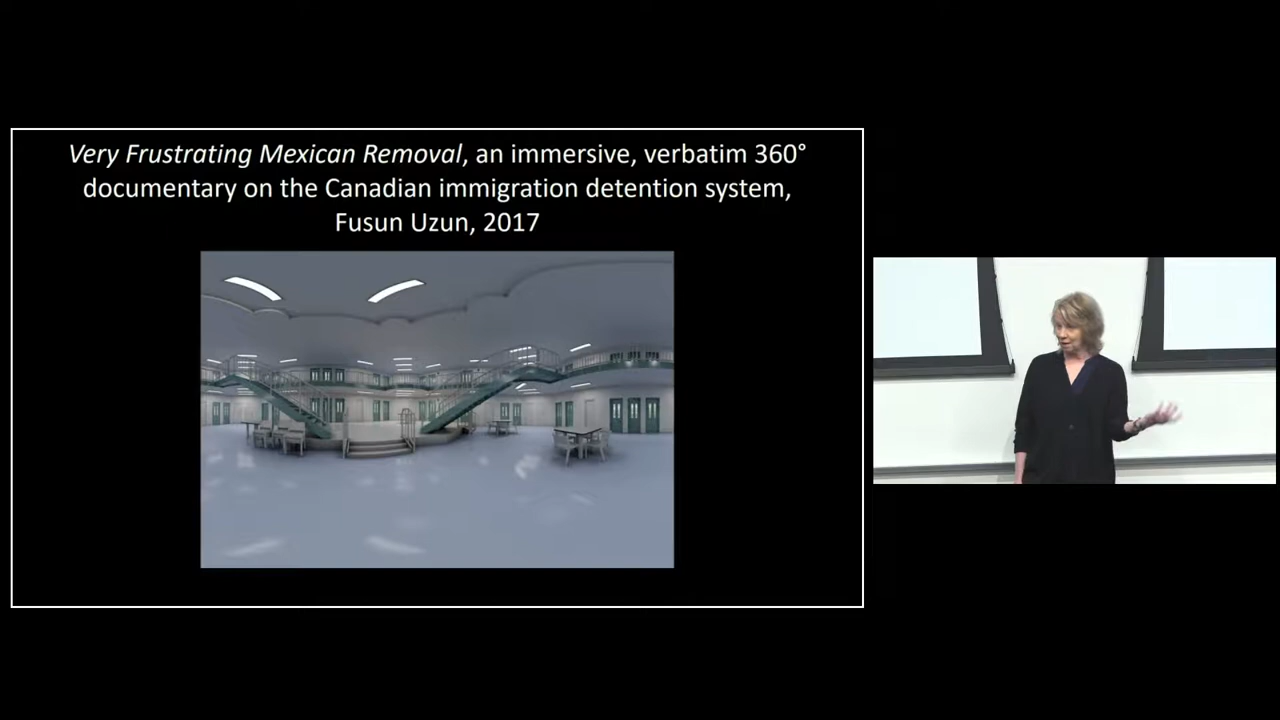 Very Frustrating Mexican Removal, an immersive, verbatim 360°
documentary on the Canadian immigration detention system,
Fusun Uzun, 2017